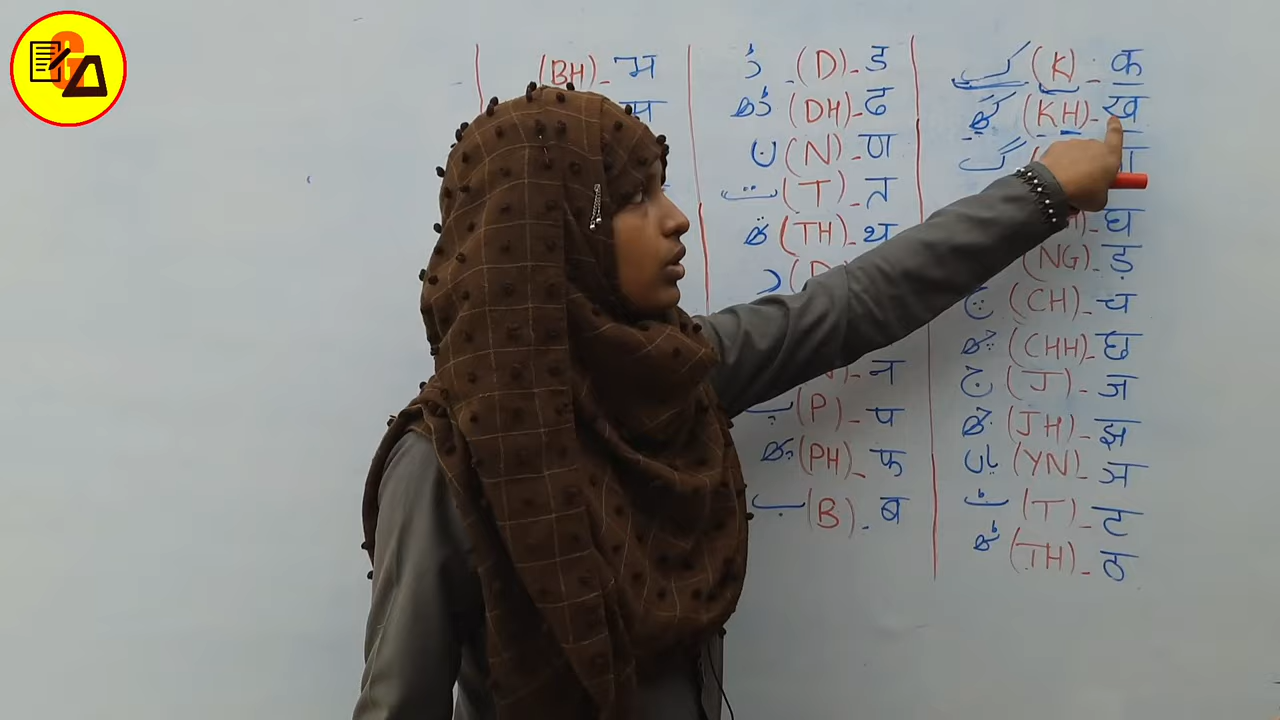 क - (K) ک
ख - (KH) کھ
گ
घ
ड़ - (NG)
च - (CH) چ
छ - (CHH) چھ
ज - (J) ج
झ - (JH) جھ
ञ - (YN) یاں
ट - (T) ٹ
ठ - (TH) ٹھ
ड - (D) ڈ
ढ - (DH) ڈھ
ण - (N) ن
त - (T) ت
थ - (TH) تھ
(D) د
न -
प - (P) پ
फ - (PH) پھ
ब - (B) ب
भ - (BH)
म